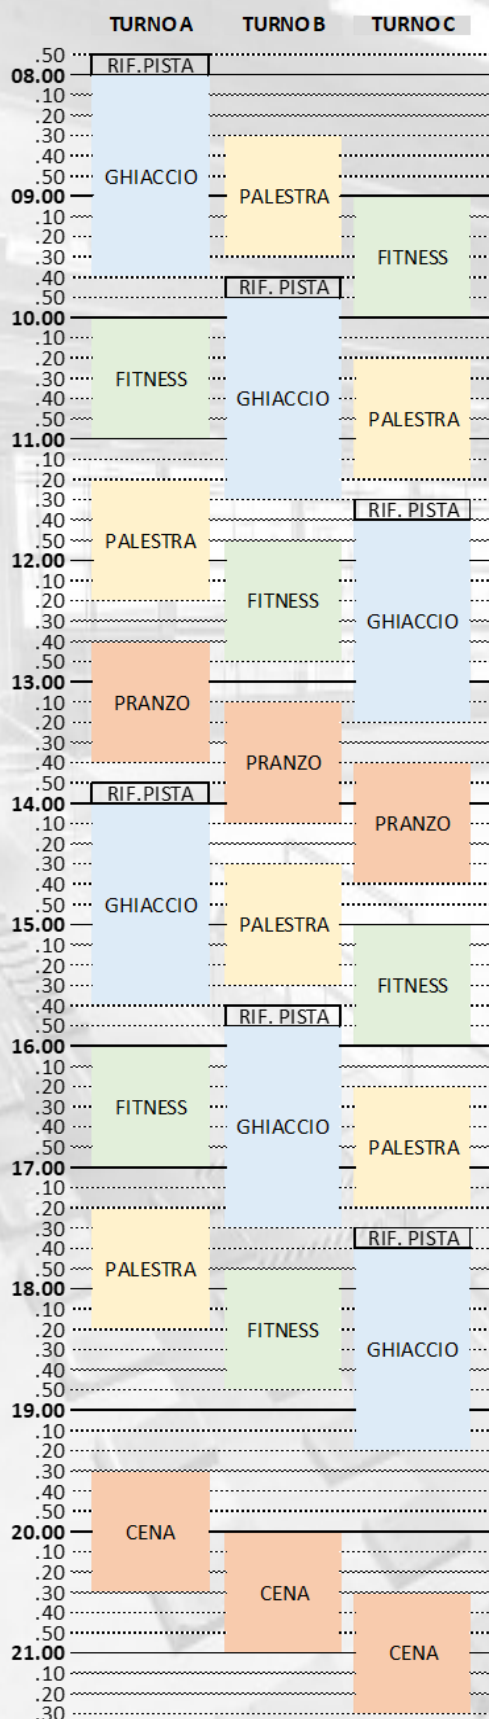 TURNO A TURNO B TURNO C
.50 RIF.PISTA
08.00
.10
.20
.30
.40
.50 GHIACCIO
09.00 PALESTRA
.10
.20
.30 FITNESS
.40
.50 RIF. PISTA
10.00
.10
.20
.30 FITNESS
.40 GHIACCIO
.50 PALESTRA
11.00
.10
.20
.30
.40 RIF. PISTA
.50 PALESTRA
12.00
.10
.20 FITNESS
.30 GHIACCIO
.40
.50
13.00
.10 PRANZO
.20
.30
.40 PRANZO
.50
14.00 RIF.PISTA
.10 PRANZO
.20
.30
.40
.50 GHIACCIO
15.00 PALESTRA
.10
.20
.30 FITNESS
.40
.50 RIF. PISTA
16.00
.10
.20
.30 FITNESS
.40 GHIACCIO
.50 PALESTRA
17.00
.10
.20
.30
.40 RIF. PISTA
.50 PALESTRA
18.00
.10
.20 FITNESS
.30 GHIACCIO
.40
.50
19.00
.10
.20
.30
.40
.50
20.00 CENA
.10
.20
.30 CENA
.40
.50
21.00 CENA
.10
.20
.30